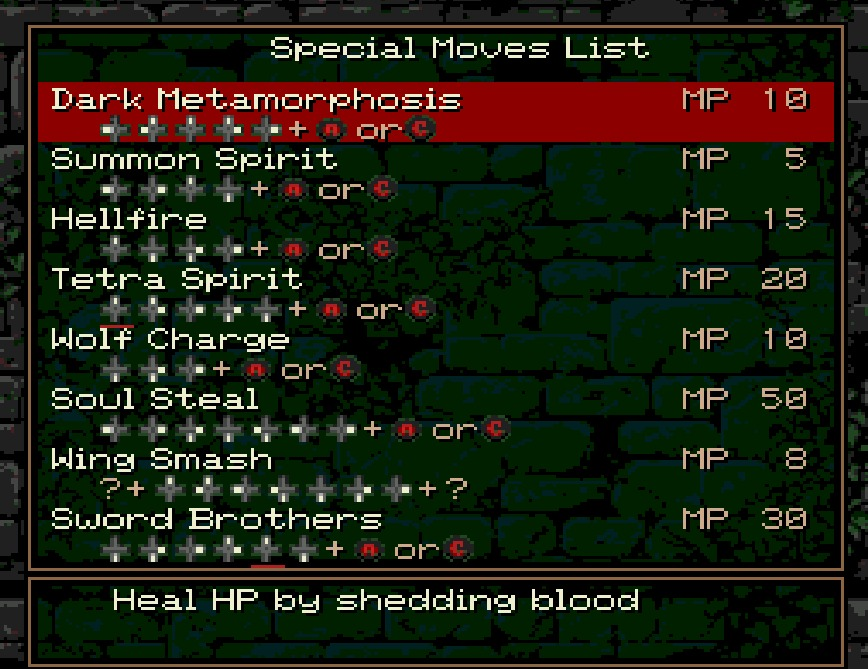 Special Moves List
Dark Metamorphosis MP 10
+ A or C
Summon Spirit MP 5
+ A or C
Hellfire MP 15
+ A or C
Tetra Spirit MP 20
+ A or C
Wolf Charge MP 10
+ A or C
Soul Steal MP 50
+ A or C
Wing Smash MP 8
?+ +?
Sword Brothers MP 30
+ A or C
Heal HP by shedding blood